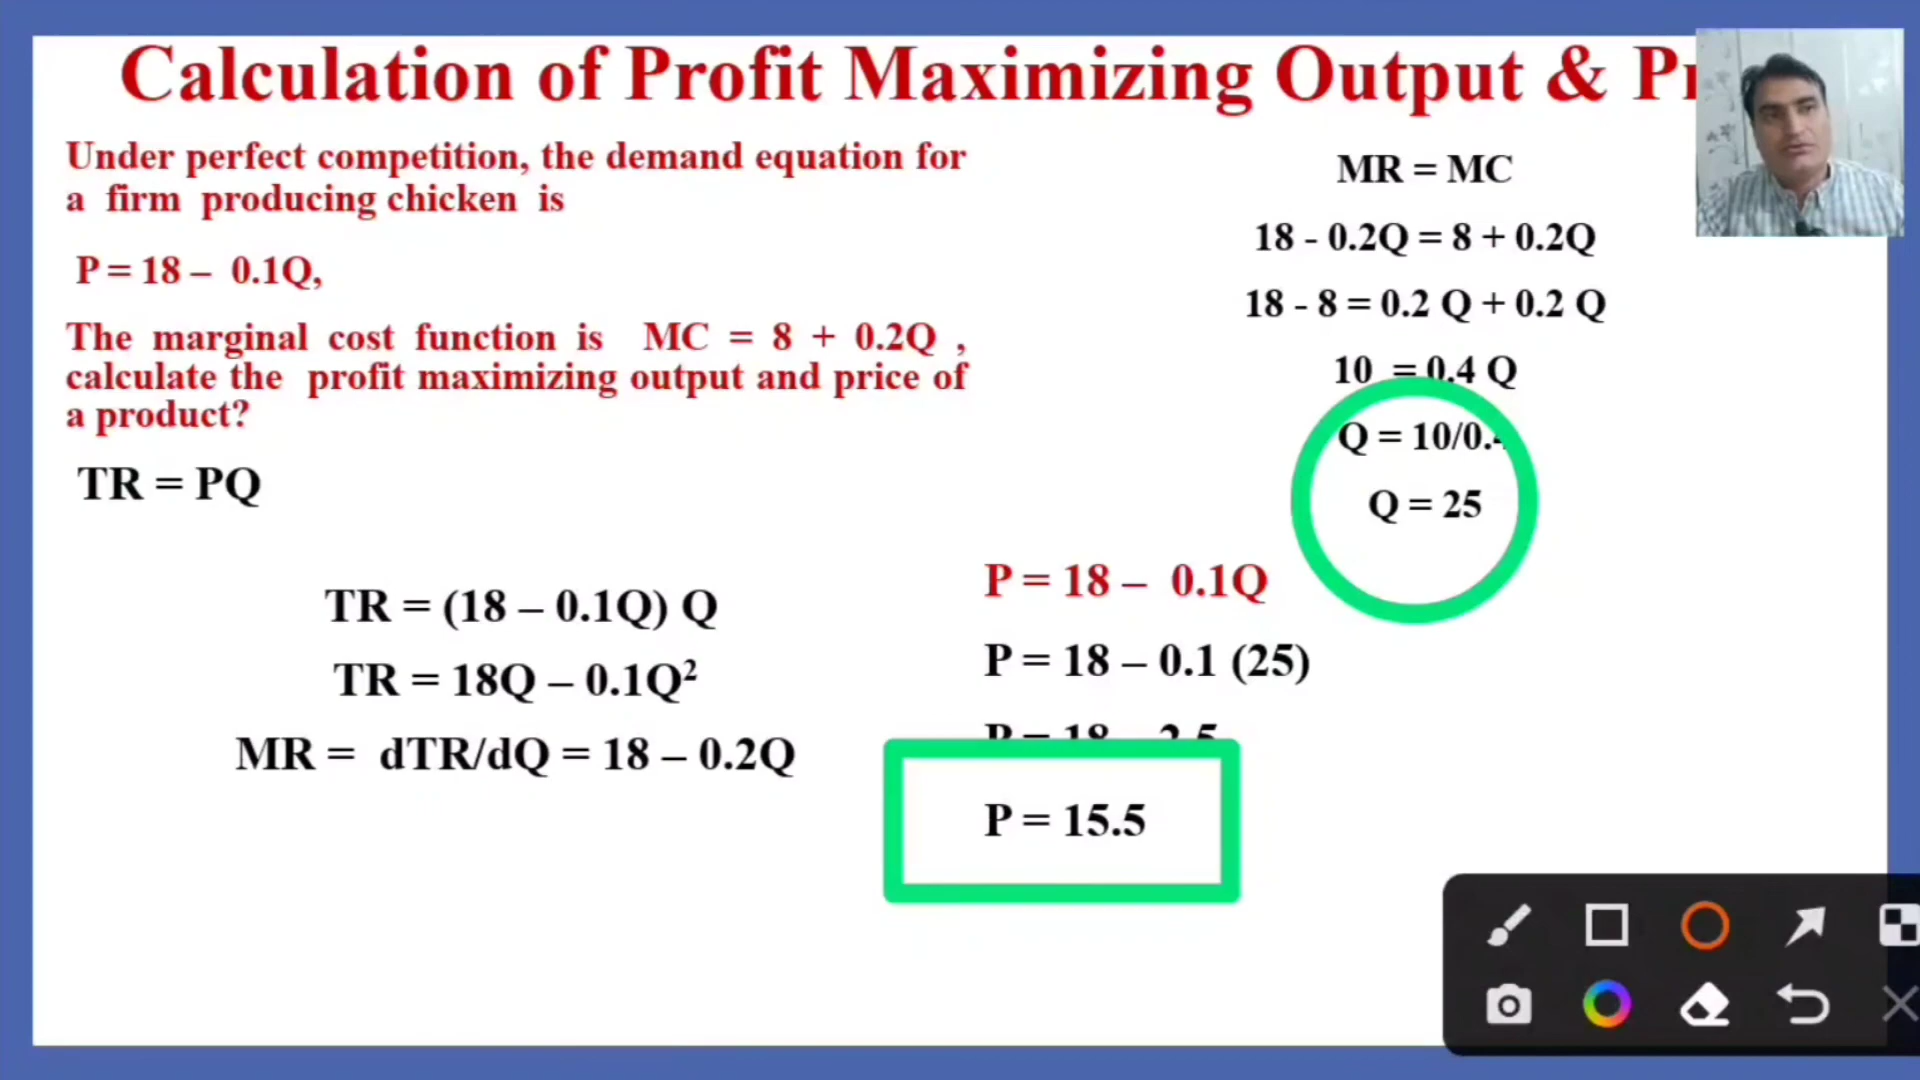 Calculation of Profit Maximizing Output &
Under perfect competition, the demand equation for
a firm producing chicken is
P = 18 – 0.1Q,
The marginal cost function is MC = 8 + 0.2Q ,
calculate the profit maximizing output and price of
a product?
TR = PQ
TR = (18 – 0.1Q) Q
TR = 18Q – 0.1Q²
MR = dTR/dQ = 18 – 0.2Q
MR = MC
18 - 0.2Q = 8 + 0.2Q
18 - 8 = 0.2 Q + 0.2 Q
10 = 0.4 Q
Q = 10/0.4
Q = 25
P = 18 – 0.1Q
P = 18 – 0.1 (25)
P = 18 – 2.5
P = 15.5